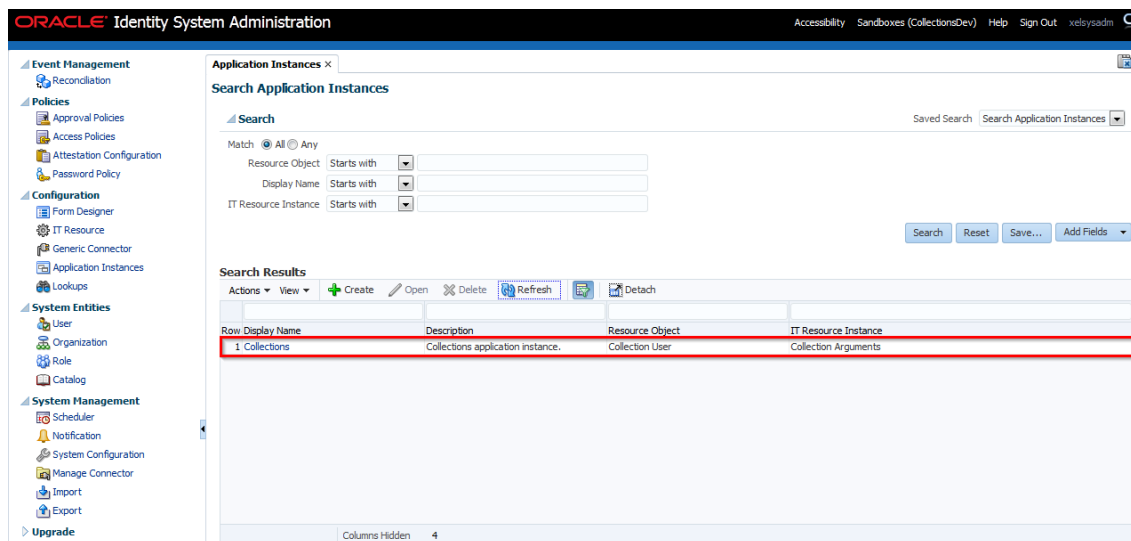 ORACLE Identity System Administration
Accessibility Sandboxes (CollectionsDev) Help Sign Out xelsysadm
Event Management
Reconciliation
Policies
Approval Policies
Access Policies
Attestation Configuration
Password Policy
Configuration
Form Designer
IT Resource
Generic Connector
Application Instances
Lookups
System Entities
User
Organization
Role
Catalog
System Management
Scheduler
Notification
System Configuration
Manage Connector
Import
Export
Upgrade
Application Instances ×
Search Application Instances
Search
Saved Search Search Application Instances
Match All Any
Resource Object Starts with
Display Name Starts with
IT Resource Instance Starts with
Search Reset Save... Add Fields
Search Results
Actions View Create Open Delete Refresh Detach
Row Display Name Description Resource Object IT Resource Instance
1 Collections Collections application instance. Collection User Collection Arguments
Columns Hidden 4